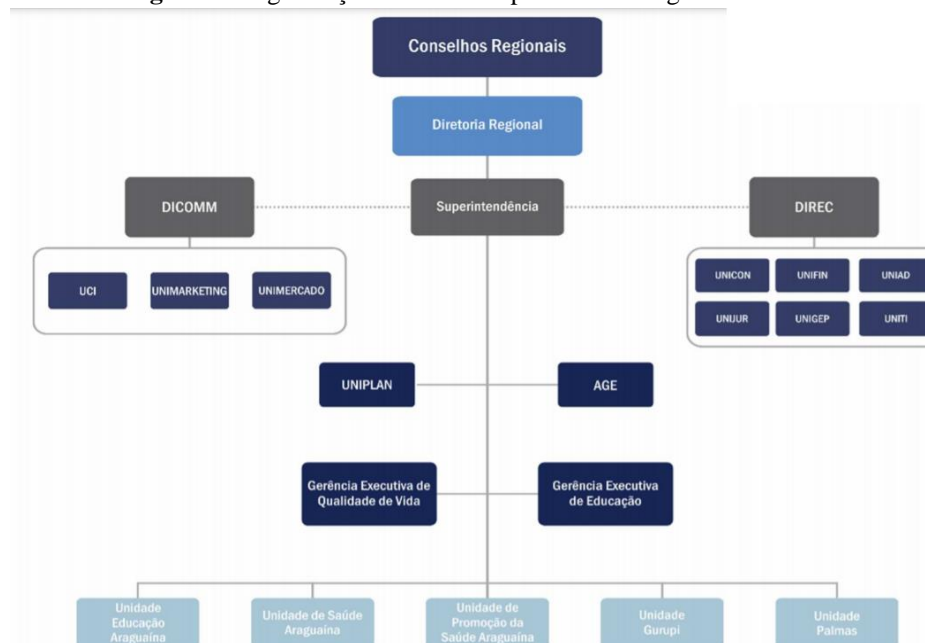 Conselhos Regionais
Diretoria Regional
DICOMM
Superintendência
DIREC
UCI
UNIMARKETING
UNIMERCADO
UNICON
UNIFIN
UNIAD
UNIJUR
UNIGEP
UNITI
UNIPLAN
AGE
Gerência Executiva de
Qualidade de Vida
Gerência Executiva
de Educação
Unidade
Educação
Araguaína
Unidade de Saúde
Araguaína
Unidade de
Promoção da
Saúde Araguaína
Unidade
Gurupi
Unidade
Palmas